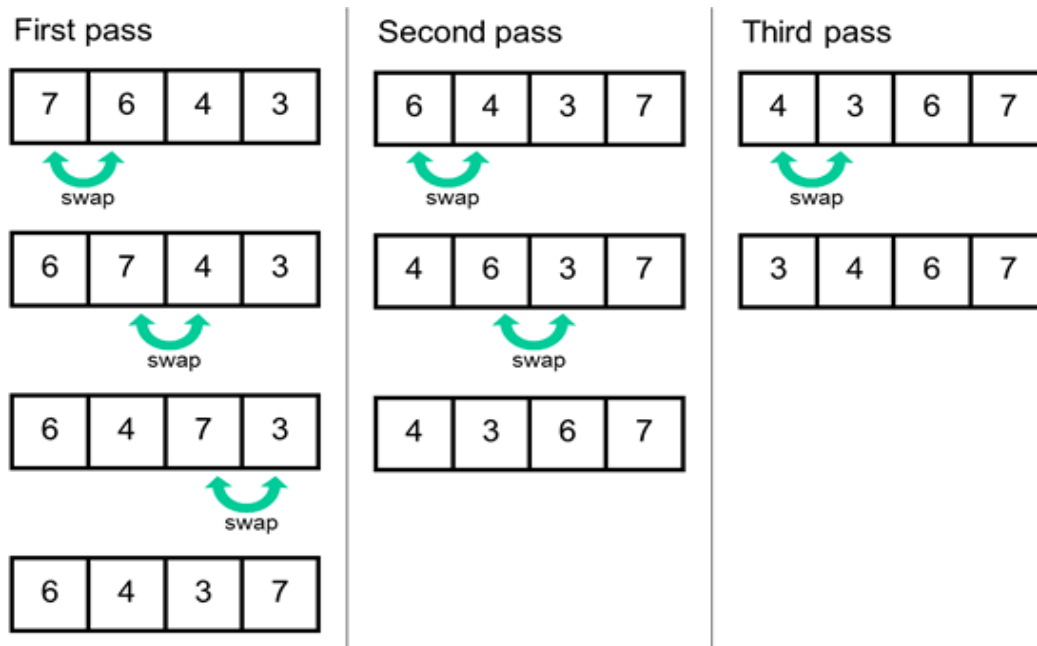 First pass
7 6 4 3
swap
6 7 4 3
swap
6 4 7 3
swap
6 4 3 7
Second pass
6 4 3 7
swap
4 6 3 7
swap
4 3 6 7
Third pass
4 3 6 7
swap
3 4 6 7